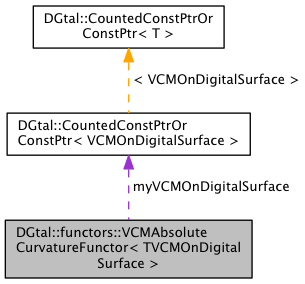 DGtal::CountedConstPtrOr
ConstPtr< T >
< VCMOnDigitalSurface >
DGtal::CountedConstPtrOr
ConstPtr< VCMOnDigitalSurface >
myVCMOnDigitalSurface
DGtal::functors::VCMAbsolute
CurvatureFunctor< TVCMOnDigital
Surface >